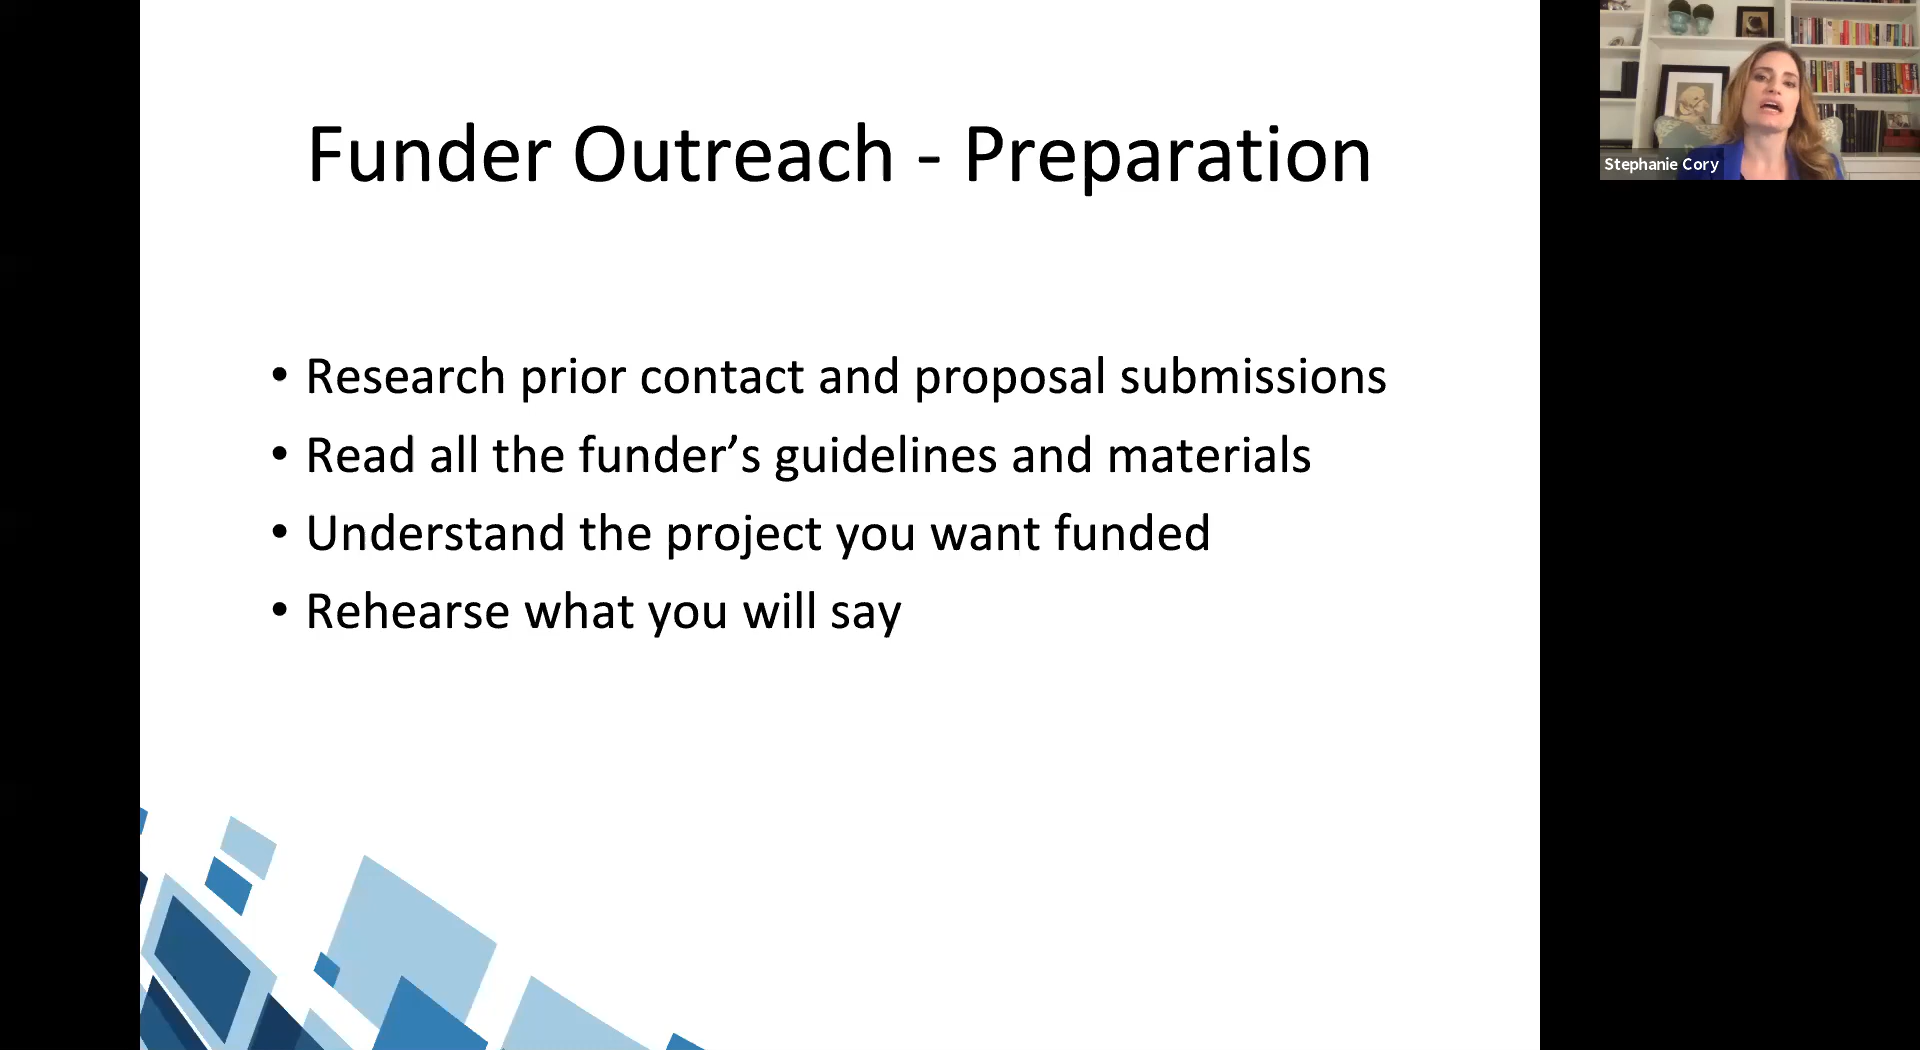 Funder Outreach - Preparation
• Research prior contact and proposal submissions
• Read all the funder’s guidelines and materials
• Understand the project you want funded
• Rehearse what you will say
Stephanie Cory